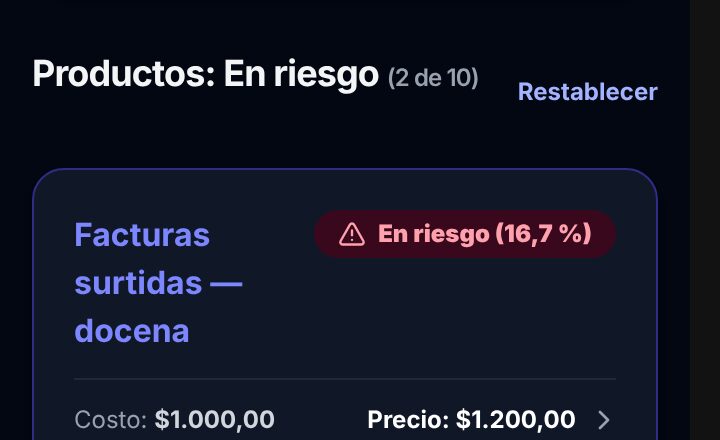 Productos: En riesgo (2 de 10)
Restablecer
Facturas
surtidas —
docena
En riesgo (16,7 %)
Costo: $1.000,00
Precio: $1.200,00